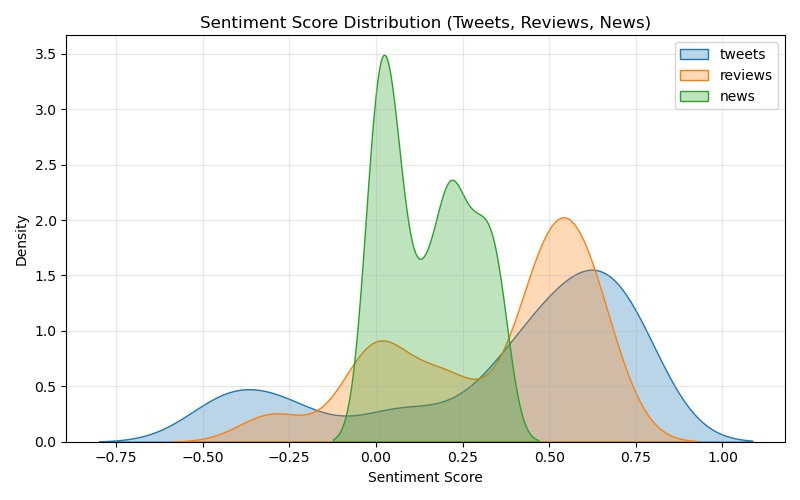 Sentiment Score Distribution (Tweets, Reviews, News)
tweets
reviews
news
3.5
3.0
2.5
2.0
1.5
1.0
0.5
0.0
Density
−0.75 −0.50 −0.25 0.00 0.25 0.50 0.75 1.00
Sentiment Score